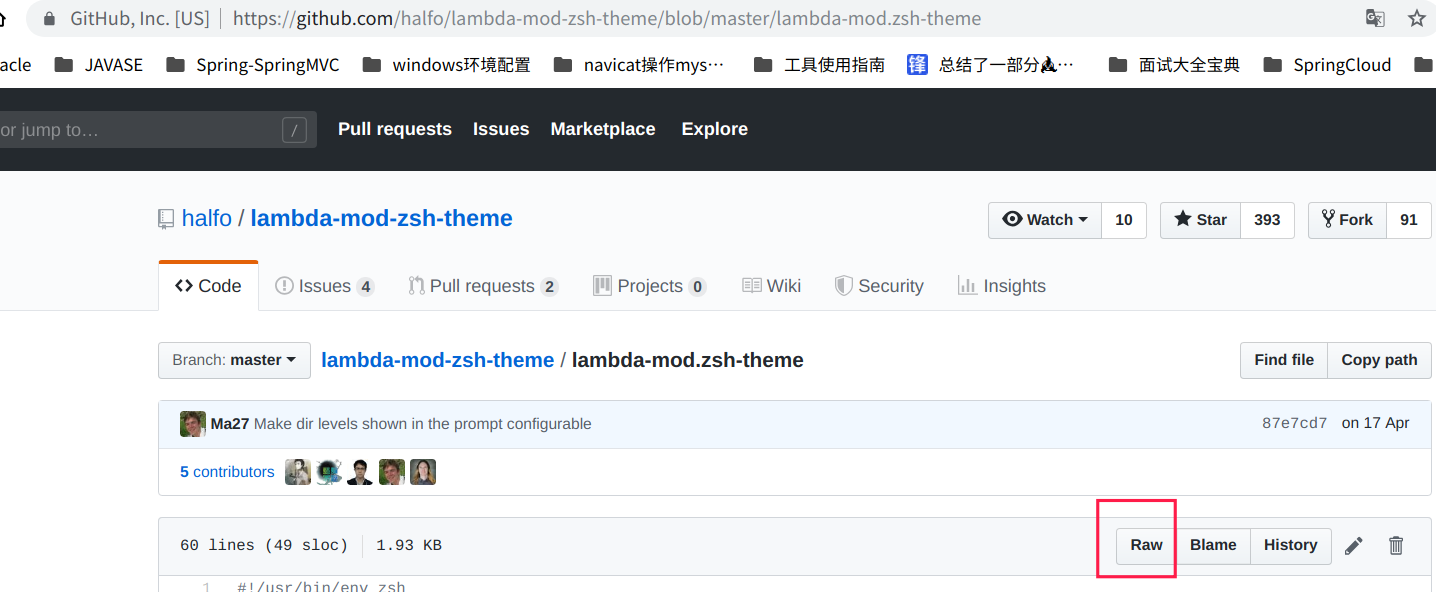 GitHub, Inc. [US] https://github.com/halfo/lambda-mod-zsh-theme/blob/master/lambda-mod.zsh-theme
acle JAVASE Spring-SpringMVC windows环境配置 navicat操作mys… 工具使用指南 锋 总结了一部分… 面试大全宝典 SpringCloud
or jump to… / Pull requests Issues Marketplace Explore
halfo / lambda-mod-zsh-theme Watch 10 Star 393 Fork 91
Code Issues 4 Pull requests 2 Projects 0 Wiki Security Insights
Branch: master lambda-mod-zsh-theme / lambda-mod.zsh-theme Find file Copy path
Ma27 Make dir levels shown in the prompt configurable 87e7cd7 on 17 Apr
5 contributors
60 lines (49 sloc) 1.93 KB Raw Blame History
1 #!/usr/bin/env zsh